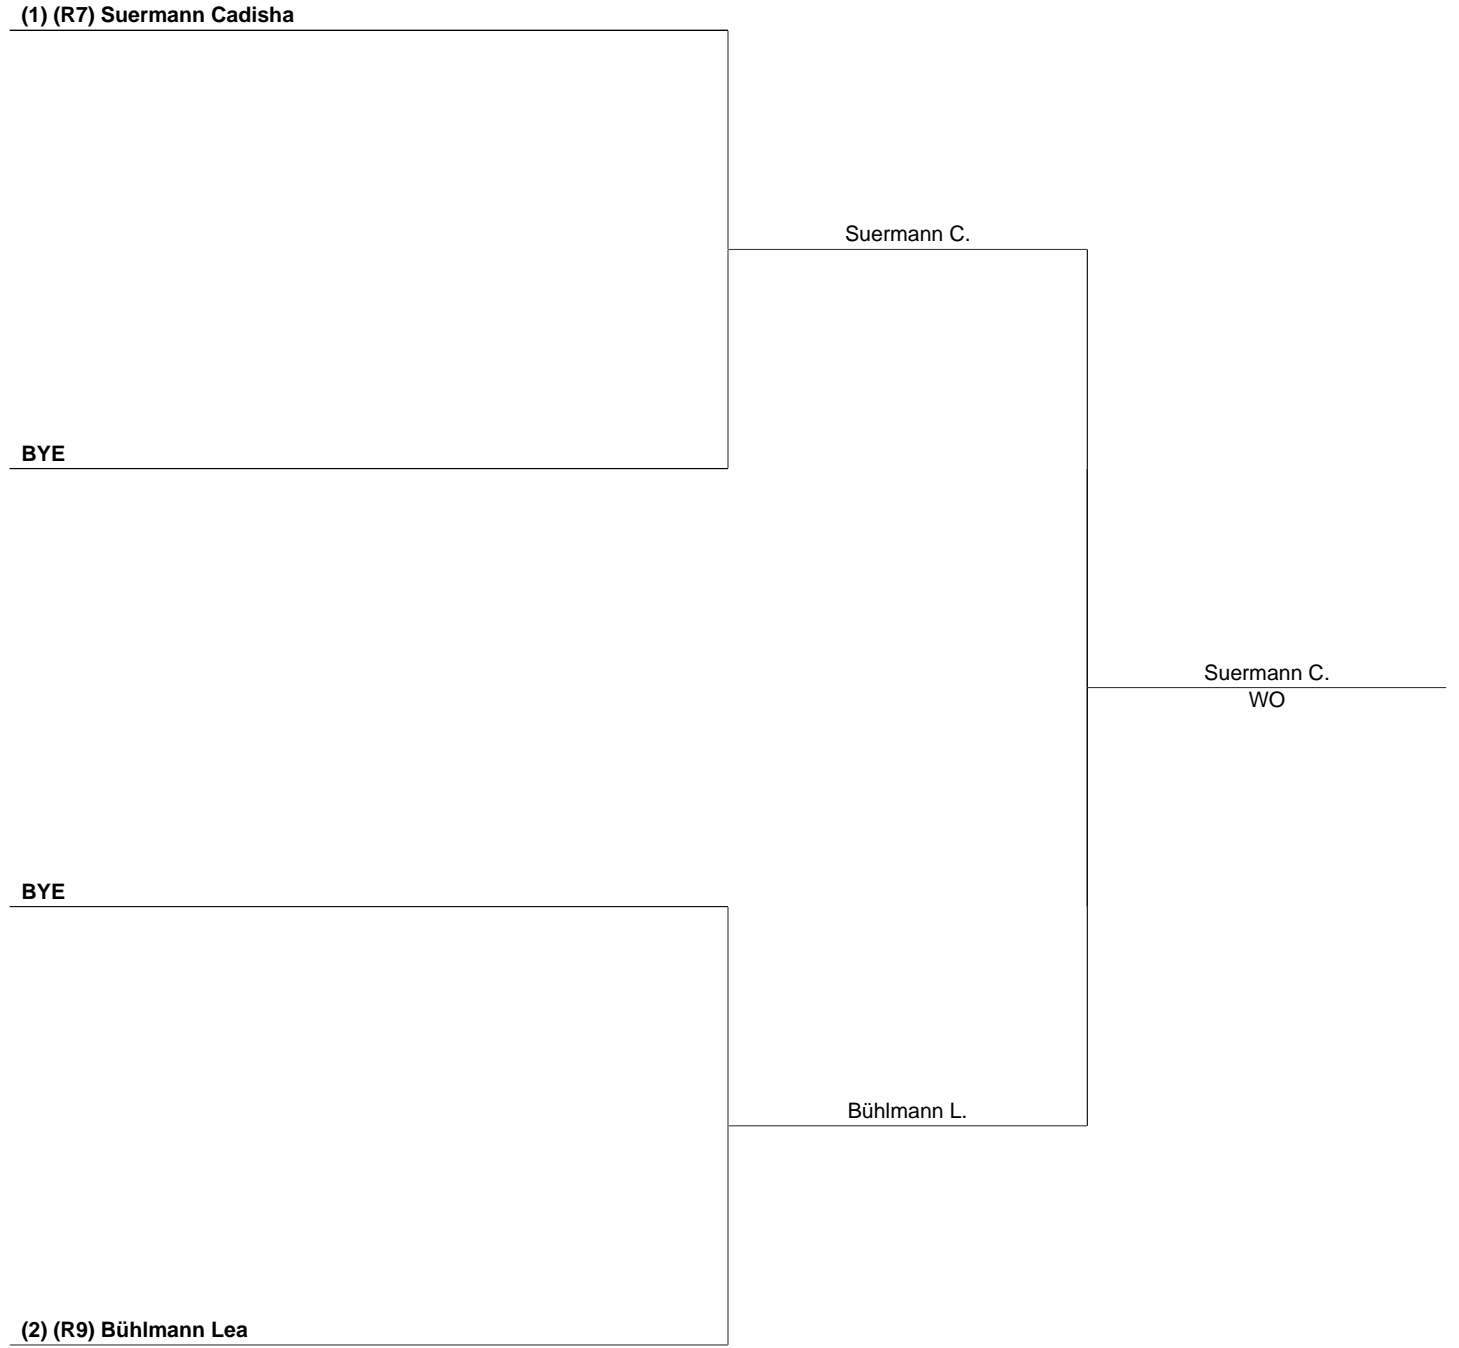 (1) (R7) Suermann Cadisha
Suermann C.
BYE
Suermann C.
WO
BYE
Bühlmann L.
(2) (R9) Bühlmann Lea